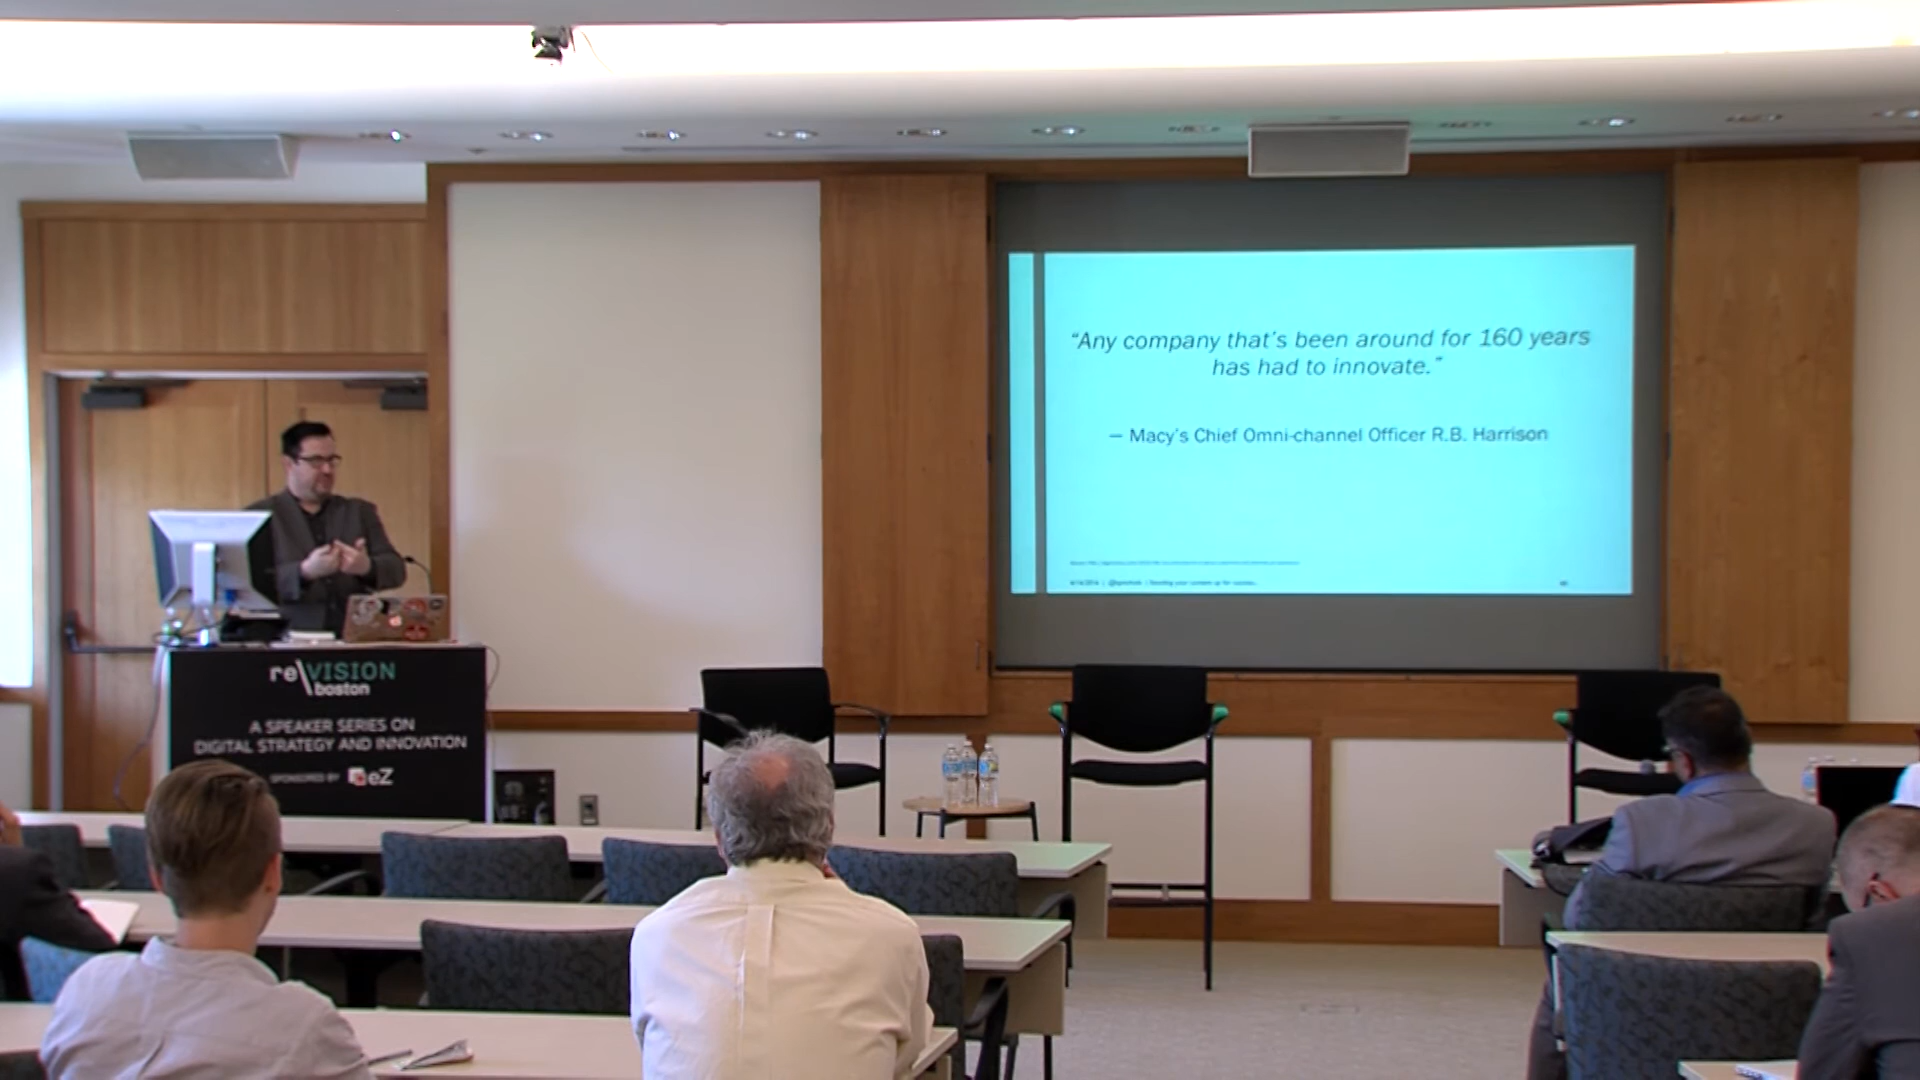 “Any company that’s been around for 160 years
has had to innovate.”
— Macy’s Chief Omni-channel Officer R.B. Harrison
re\VISION
boston
A SPEAKER SERIES ON
DIGITAL STRATEGY AND INNOVATION
SPONSORED BY eZ